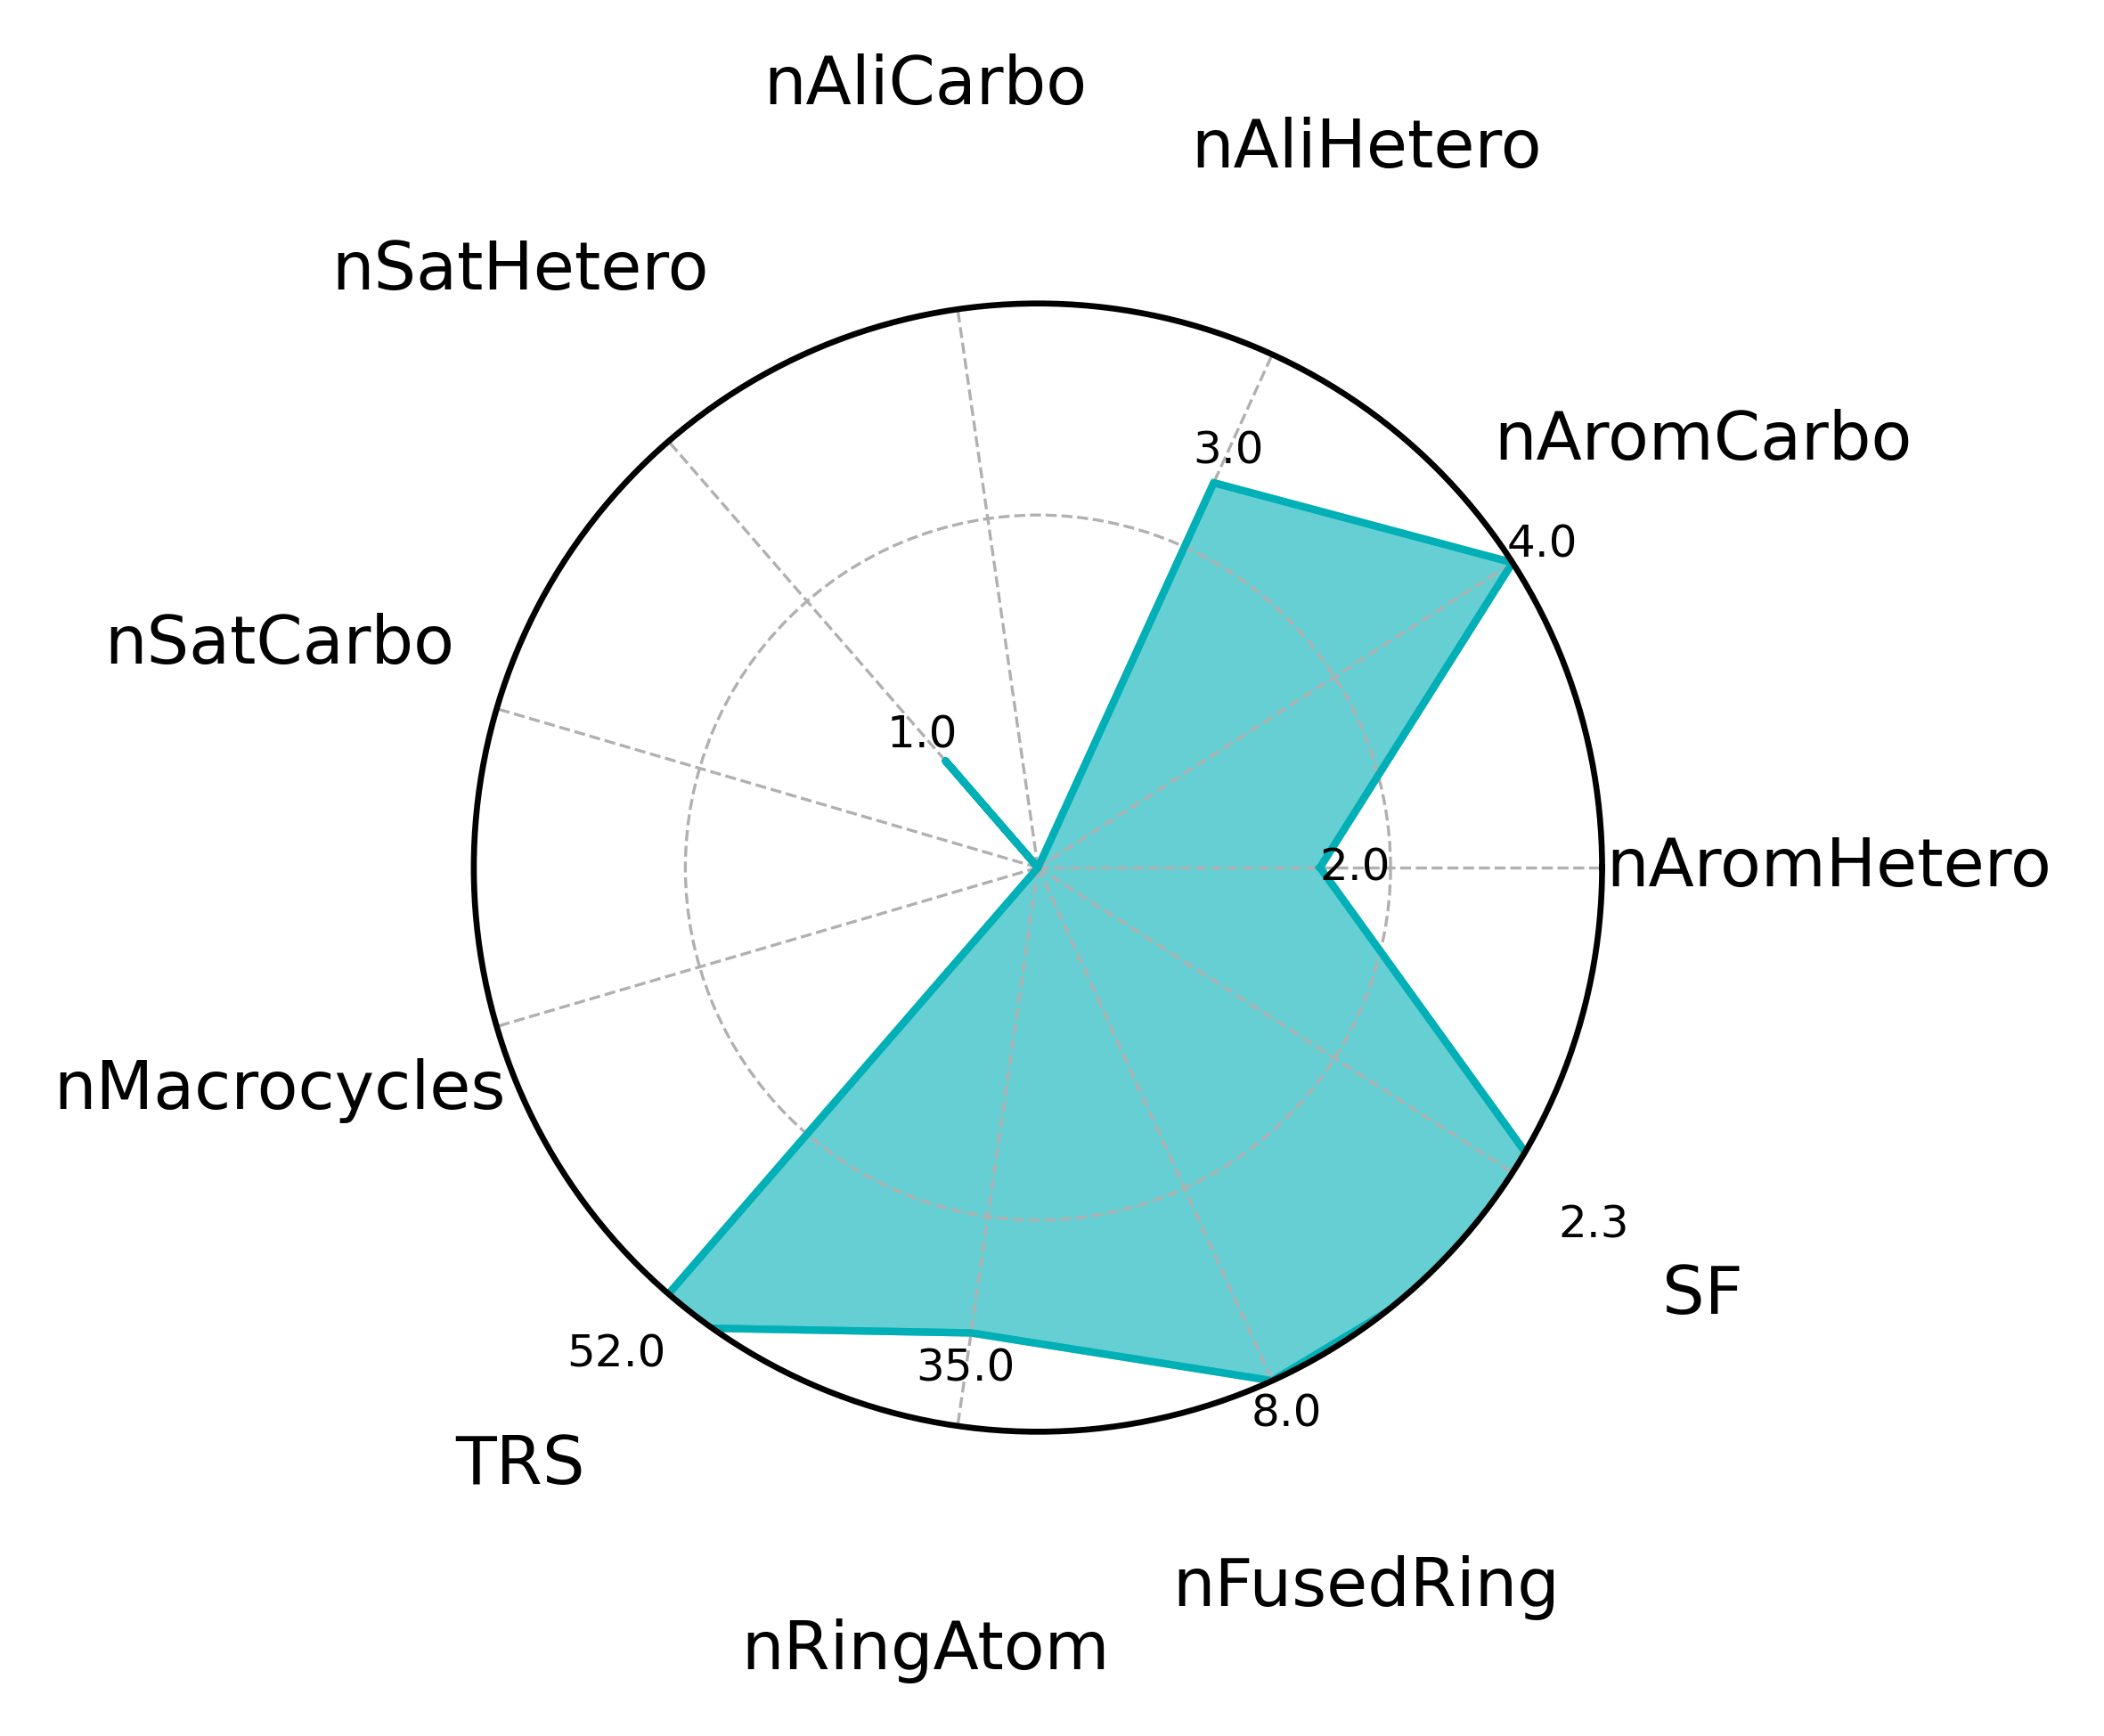 nAliCarbo
nAliHetero
nSatHetero
nAromCarbo
3.0
4.0
nSatCarbo
1.0
2.0
nAromHetero
nMacrocycles
2.3
SF
52.0
35.0
8.0
TRS
nFusedRing
nRingAtom